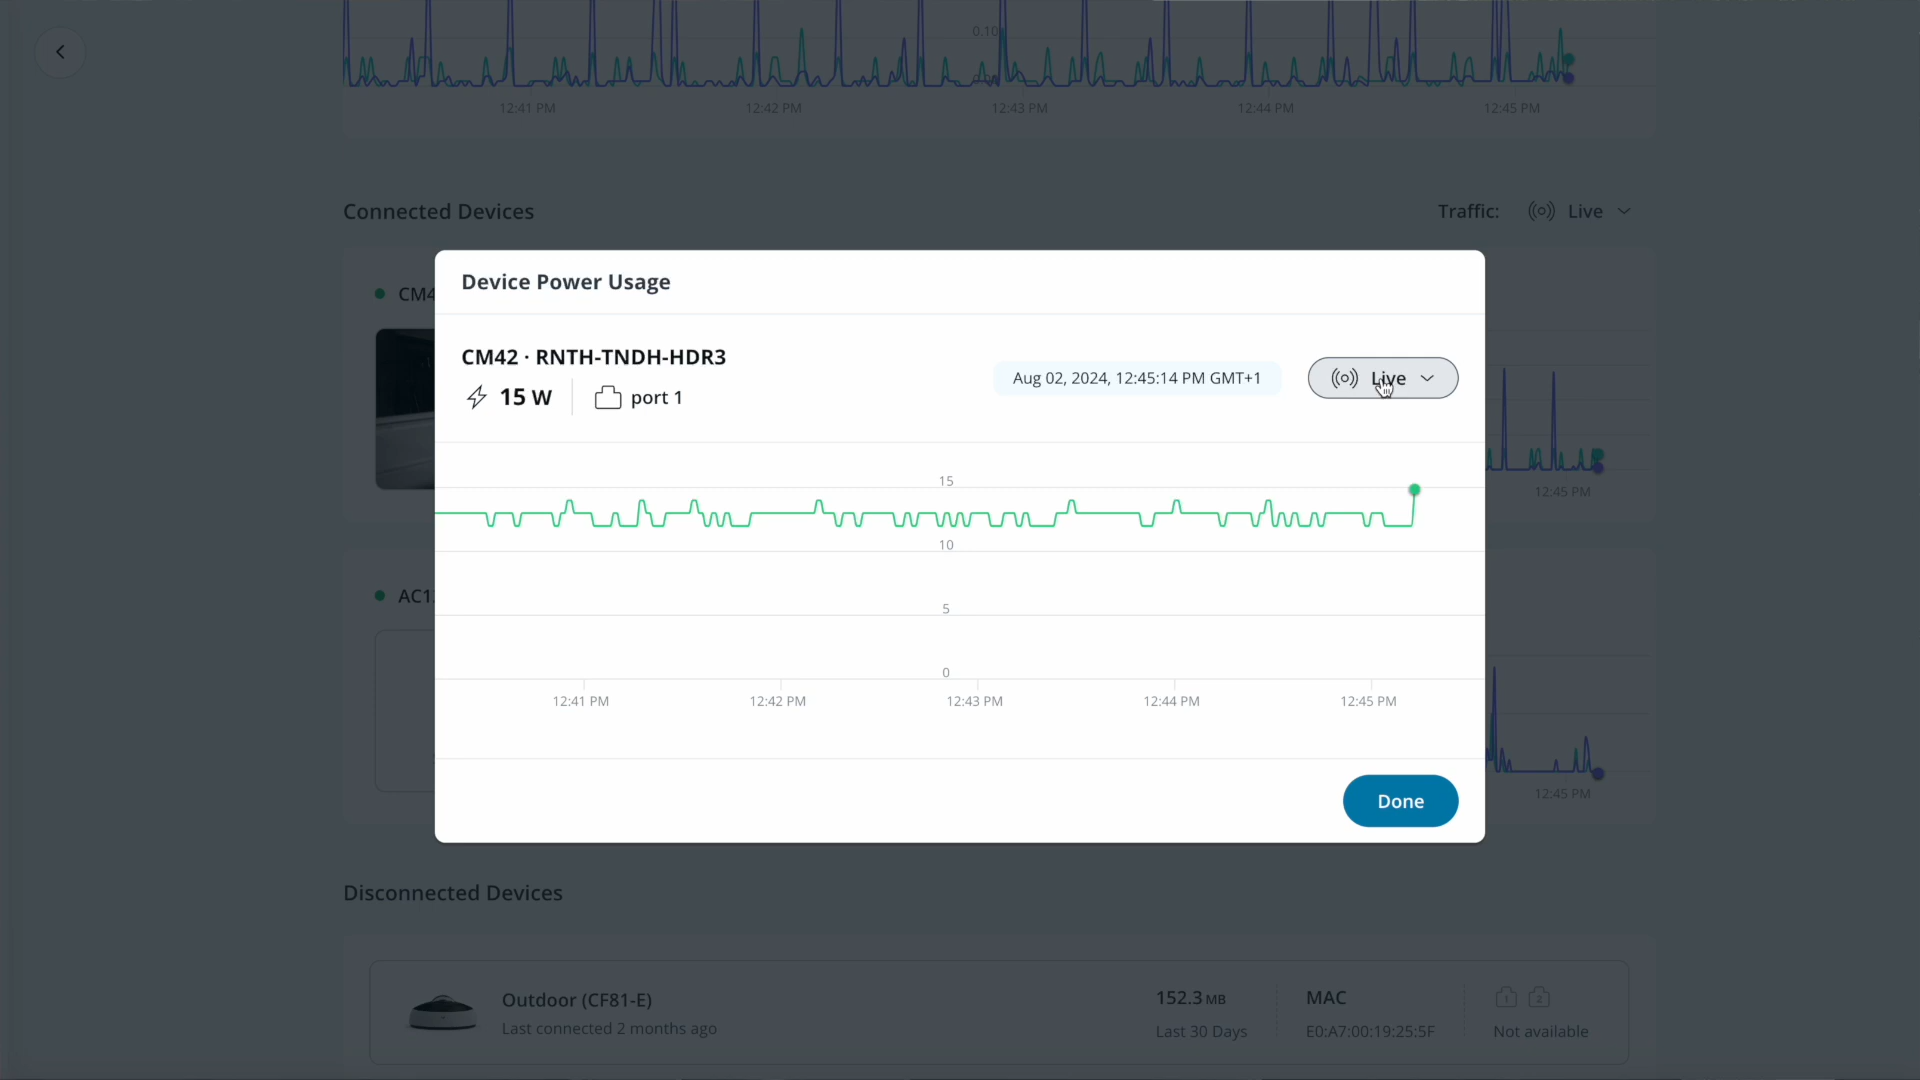 0.10
12:41 PM 12:42 PM 12:43 PM 12:44 PM 12:45 PM
Connected Devices
Traffic: Live
CM4
Device Power Usage
CM42 · RNTH-TNDH-HDR3
15 W port 1
Aug 02, 2024, 12:45:14 PM GMT+1
Live
15
10
5
0
12:41 PM 12:42 PM 12:43 PM 12:44 PM 12:45 PM
12:45 PM
AC1
12:45 PM
Done
Disconnected Devices
Outdoor (CF81-E)
Last connected 2 months ago
152.3 MB
Last 30 Days
MAC
E0:A7:00:19:25:5F
1 2
Not available